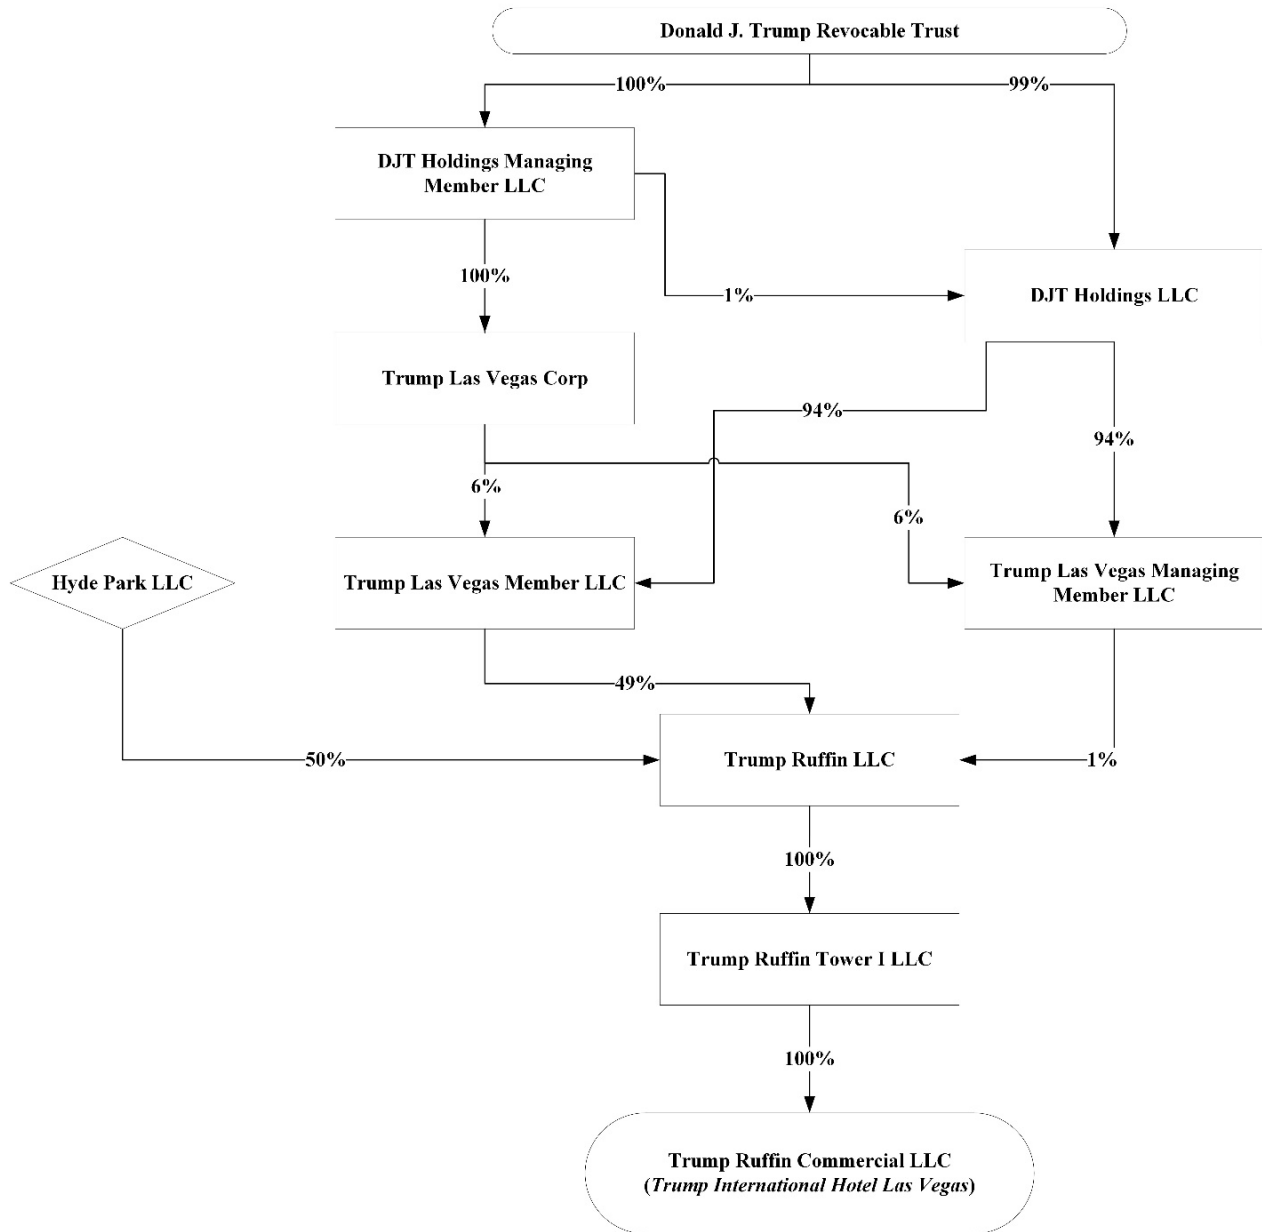 Donald J. Trump Revocable Trust
100%
99%
DJT Holdings Managing
Member LLC
100%
1%
DJT Holdings LLC
Trump Las Vegas Corp
94%
94%
6%
6%
Hyde Park LLC
Trump Las Vegas Member LLC
Trump Las Vegas Managing
Member LLC
49%
50%
Trump Ruffin LLC
1%
100%
Trump Ruffin Tower I LLC
100%
Trump Ruffin Commercial LLC
(Trump International Hotel Las Vegas)